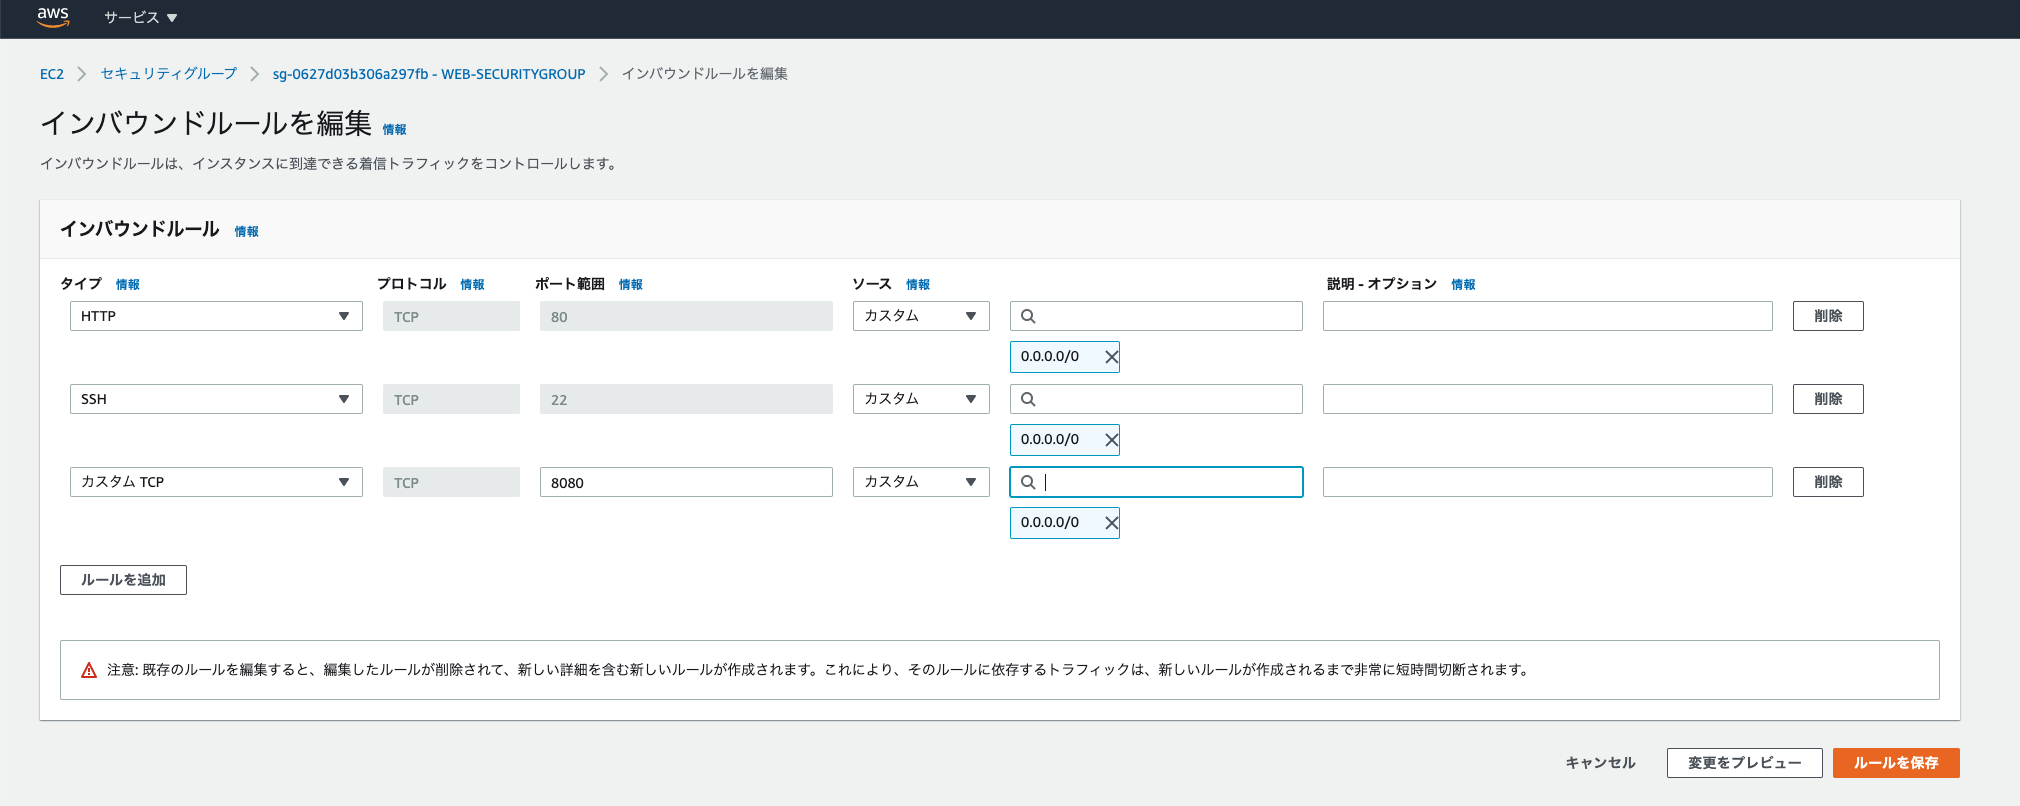 aws サービス ▼
EC2 > セキュリティグループ > sg-0627d03b306a297fb - WEB-SECURITYGROUP > インバウンドルールを編集
インバウンドルールを編集 情報
インバウンドルールは、インスタンスに到達できる着信トラフィックをコントロールします。
インバウンドルール 情報
タイプ 情報 プロトコル 情報 ポート範囲 情報 ソース 情報 説明 - オプション 情報
HTTP TCP 80 カスタム 削除
0.0.0.0/0
SSH TCP 22 カスタム 削除
0.0.0.0/0
カスタム TCP TCP 8080 カスタム 削除
0.0.0.0/0
ルールを追加
注意: 既存のルールを編集すると、編集したルールが削除されて、新しい詳細を含む新しいルールが作成されます。これにより、そのルールに依存するトラフィックは、新しいルールが作成されるまで非常に短時間切断されます。
キャンセル 変更をプレビュー ルールを保存